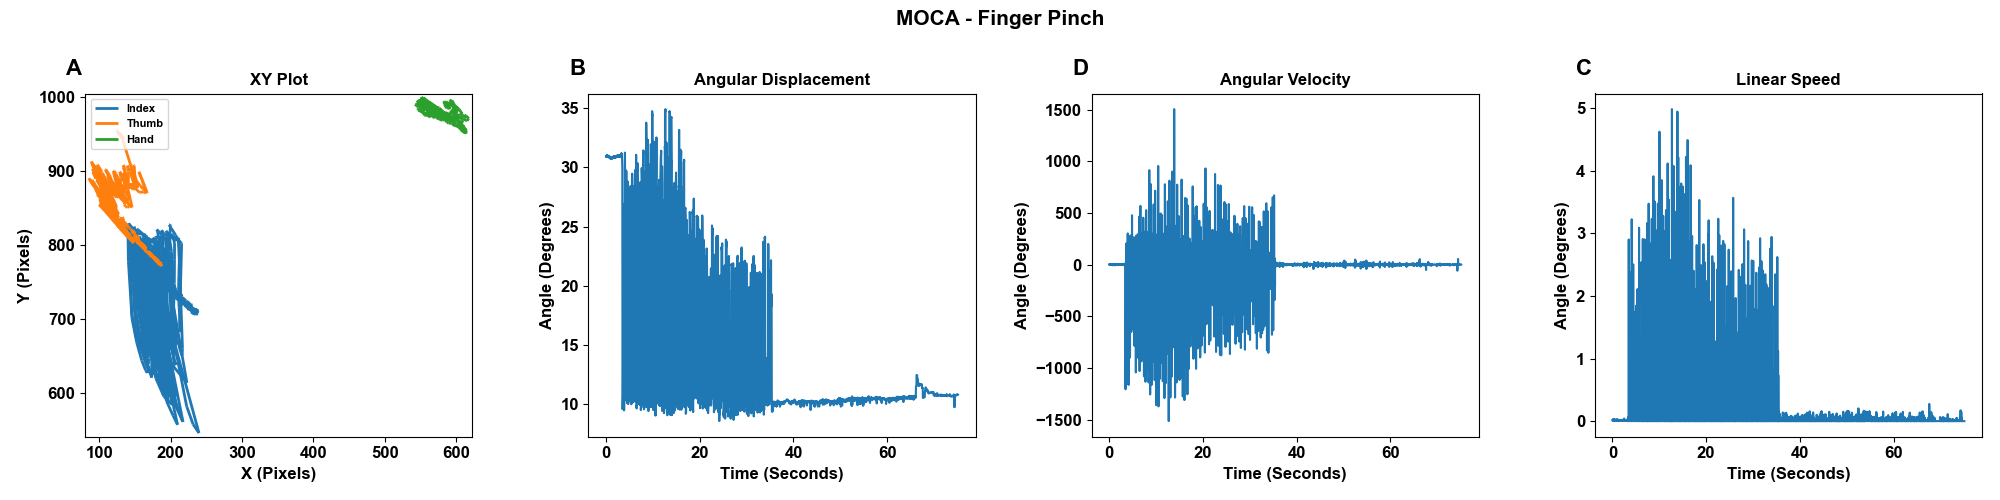 MOCA - Finger Pinch
A
XY Plot
Index
Thumb
Hand
1000
900
800
700
600
100 200 300 400 500 600
Y (Pixels)
X (Pixels)
B
Angular Displacement
35
30
25
20
15
10
0 20 40 60
Angle (Degrees)
Time (Seconds)
D
Angular Velocity
1500
1000
500
0
−500
−1000
−1500
0 20 40 60
Angle (Degrees)
Time (Seconds)
C
Linear Speed
5
4
3
2
1
0
0 20 40 60
Angle (Degrees)
Time (Seconds)